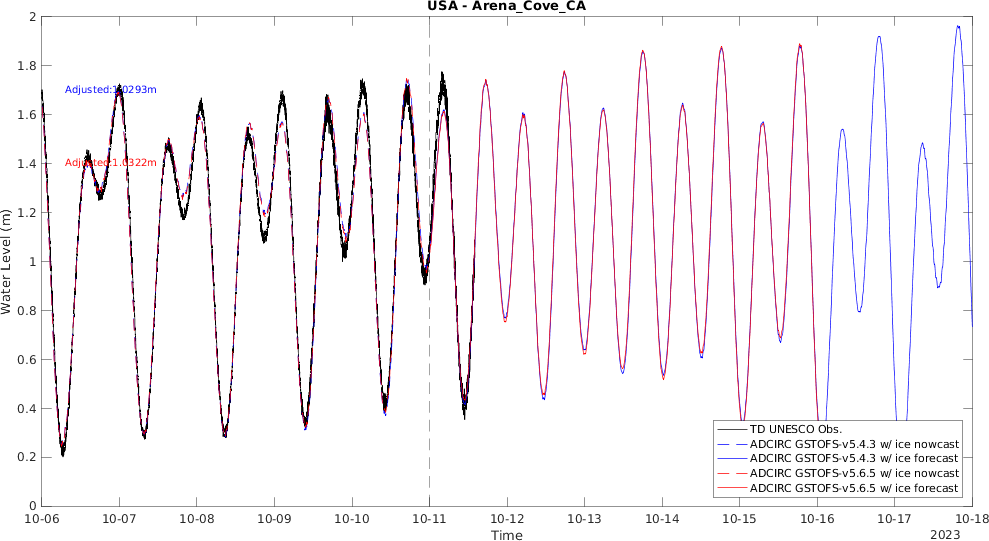 USA - Arena_Cove_CA
Water Level (m)
2
1.8
1.6
1.4
1.2
1
0.8
0.6
0.4
0.2
0
Adjusted:1.0293m
Adjusted:1.0322m
TD UNESCO Obs.
ADCIRC GSTOFS-v5.4.3 w/ ice nowcast
ADCIRC GSTOFS-v5.4.3 w/ ice forecast
ADCIRC GSTOFS-v5.6.5 w/ ice nowcast
ADCIRC GSTOFS-v5.6.5 w/ ice forecast
10-06 10-07 10-08 10-09 10-10 10-11 10-12 10-13 10-14 10-15 10-16 10-17 10-18
Time
2023